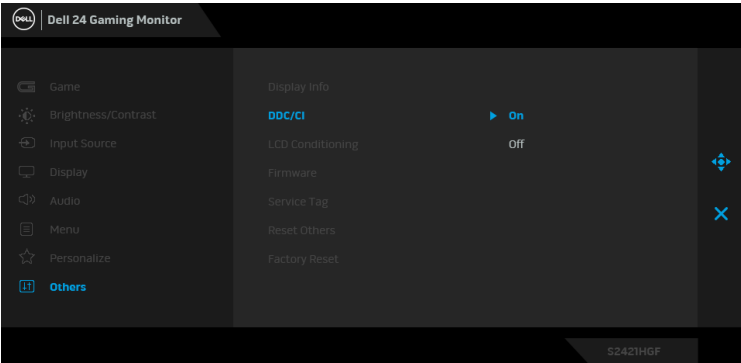 DELL
Dell 24 Gaming Monitor
Game
Brightness/Contrast
Input Source
Display
Audio
Menu
Personalize
Others
Display Info
DDC/CI
LCD Conditioning
Firmware
Service Tag
Reset Others
Factory Reset
On
Off
S2421HGF